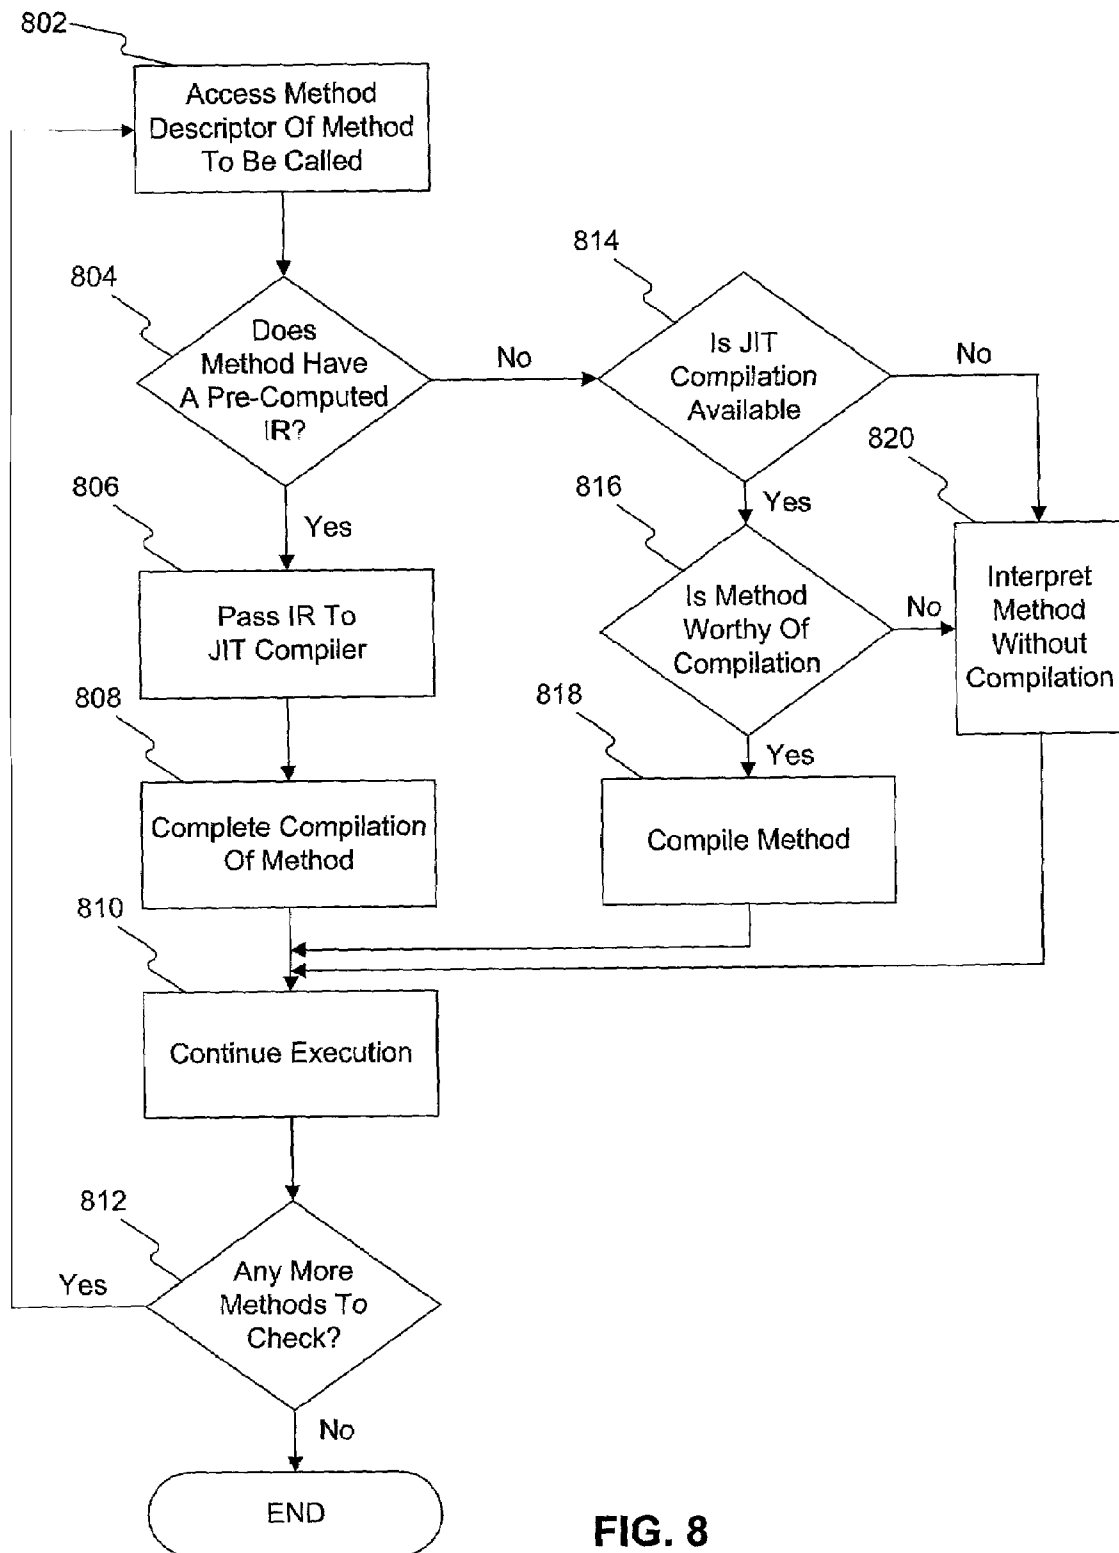 802
Access Method
Descriptor Of Method
To Be Called
804
Does
Method Have
A Pre-Computed
IR?
No
814
Is JIT
Compilation
Available
No
820
806
Yes
816
Yes
Pass IR To
JIT Compiler
Is Method
Worthy Of
Compilation
No
Interpret
Method
Without
Compilation
808
818
Yes
Complete Compilation
Of Method
Compile Method
810
Continue Execution
812
Any More
Methods To
Check?
Yes
No
END
FIG. 8